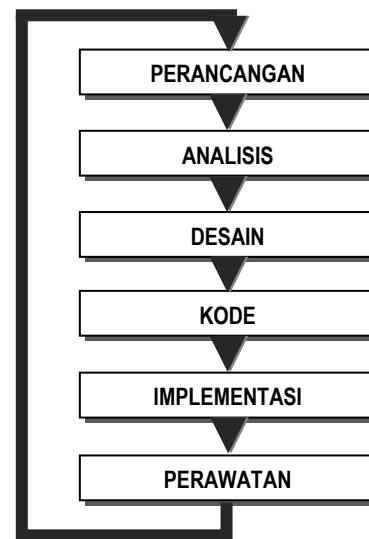 PERANCANGAN
ANALISIS
DESAIN
KODE
IMPLEMENTASI
PERAWATAN